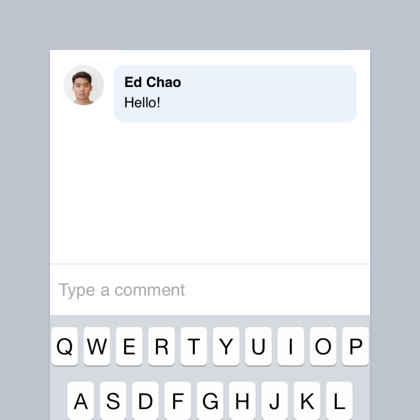 Ed Chao
Hello!
Type a comment
Q W E R T Y U I O P
A S D F G H J K L